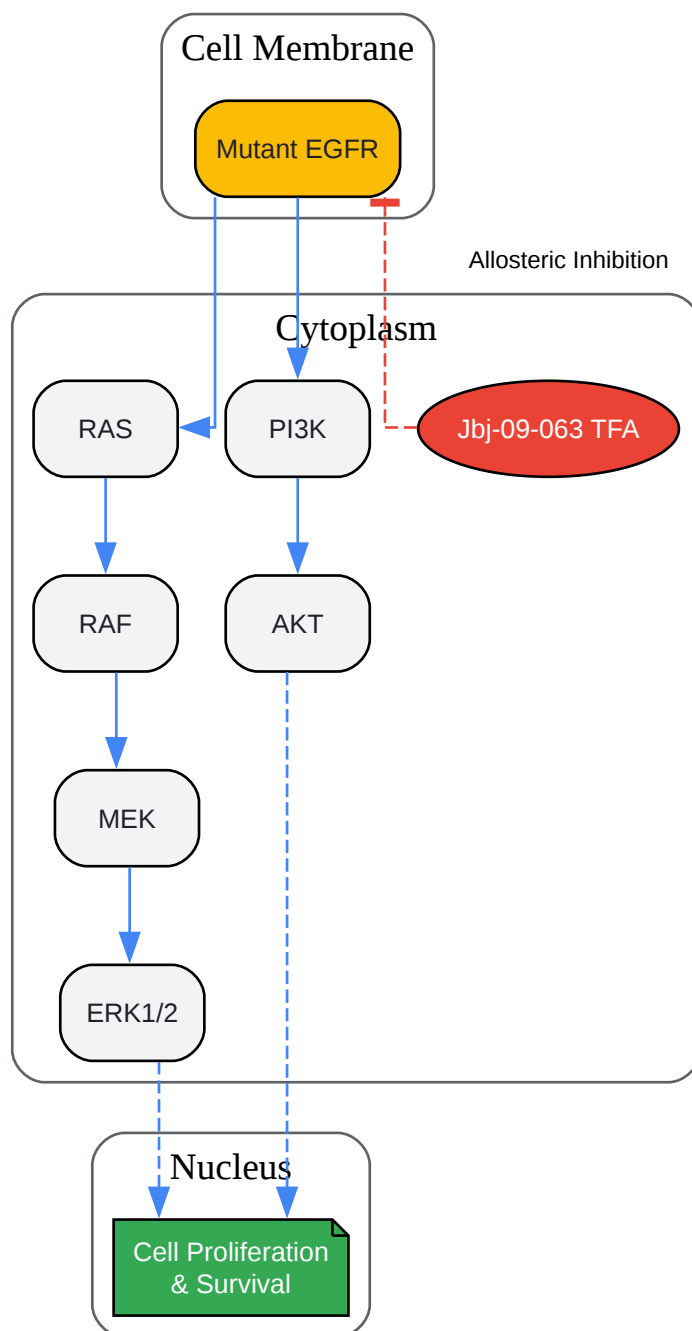 Cell Membrane
Mutant EGFR
Allosteric Inhibition
Cytoplasm
RAS
PI3K
Jbj-09-063 TFA
RAF
AKT
MEK
ERK1/2
Nucleus
Cell Proliferation
& Survival